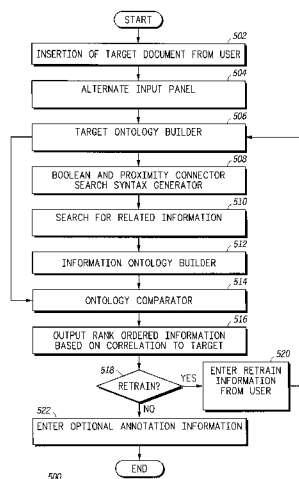 START
502
INSERTION OF TARGET DOCUMENT FROM USER
504
ALTERNATE INPUT PANEL
506
TARGET ONTOLOGY BUILDER
508
BOOLEAN AND PROXIMITY CONNECTOR
SEARCH SYNTAX GENERATOR
510
SEARCH FOR RELATED INFORMATION
512
INFORMATION ONTOLOGY BUILDER
514
ONTOLOGY COMPARATOR
516
OUTPUT RANK ORDERED INFORMATION
BASED ON CORRELATION TO TARGET
518
RETRAIN?
YES
520
ENTER RETRAIN
INFORMATION
FROM USER
NO
522
ENTER OPTIONAL ANNOTATION INFORMATION
END
500